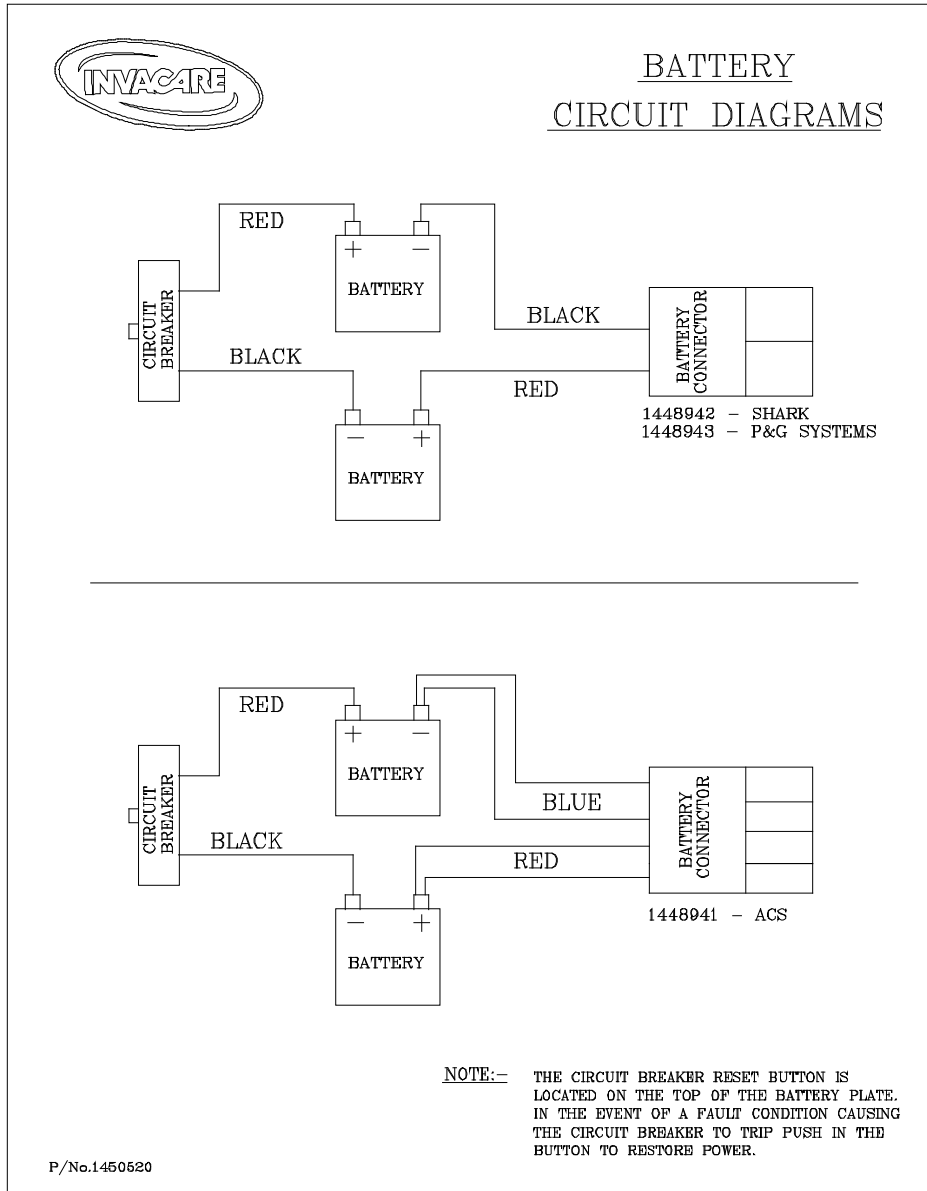 INVACARE
BATTERY
CIRCUIT DIAGRAMS
RED
+ −
BATTERY
CIRCUIT
BREAKER
BLACK
BLACK
RED
BATTERY
CONNECTOR
− +
BATTERY
1448942 - SHARK
1448943 - P&G SYSTEMS
RED
+ −
BATTERY
CIRCUIT
BREAKER
BLACK
BLUE
RED
BATTERY
CONNECTOR
− +
BATTERY
1448941 - ACS
NOTE:- THE CIRCUIT BREAKER RESET BUTTON IS
LOCATED ON THE TOP OF THE BATTERY PLATE.
IN THE EVENT OF A FAULT CONDITION CAUSING
THE CIRCUIT BREAKER TO TRIP PUSH IN THE
BUTTON TO RESTORE POWER.
P/No.1450520